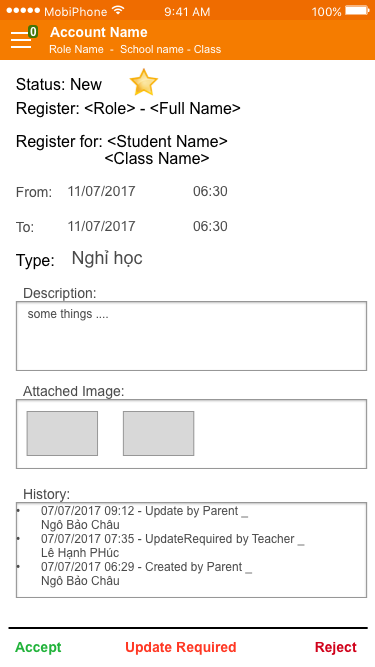 MobiPhone 9:41 AM 100%
0 Account Name
Role Name - School name - Class
Status: New
Register: <Role> - <Full Name>
Register for: <Student Name>
<Class Name>
From: 11/07/2017 06:30
To: 11/07/2017 06:30
Type: Nghỉ học
Description:
some things ....
Attached Image:
History:
• 07/07/2017 09:12 - Update by Parent _
Ngô Bảo Châu
• 07/07/2017 07:35 - UpdateRequired by Teacher _
Lê Hạnh PHúc
• 07/07/2017 06:29 - Created by Parent _
Ngô Bảo Châu
Accept Update Required Reject